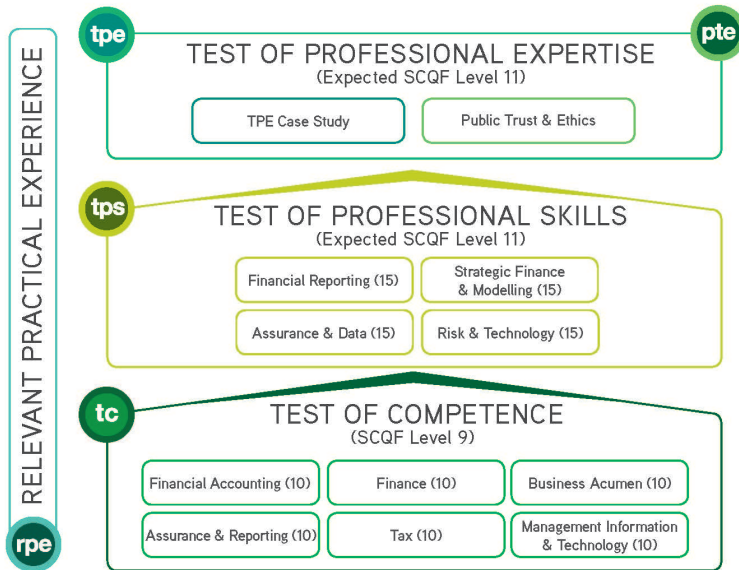 RELEVANT PRACTICAL EXPERIENCE
rpe
tpe
pte
TEST OF PROFESSIONAL EXPERTISE
(Expected SCQF Level 11)
TPE Case Study
Public Trust & Ethics
tps
TEST OF PROFESSIONAL SKILLS
(Expected SCQF Level 11)
Financial Reporting (15)
Strategic Finance
& Modelling (15)
Assurance & Data (15)
Risk & Technology (15)
tc
TEST OF COMPETENCE
(SCQF Level 9)
Financial Accounting (10)
Finance (10)
Business Acumen (10)
Assurance & Reporting (10)
Tax (10)
Management Information
& Technology (10)